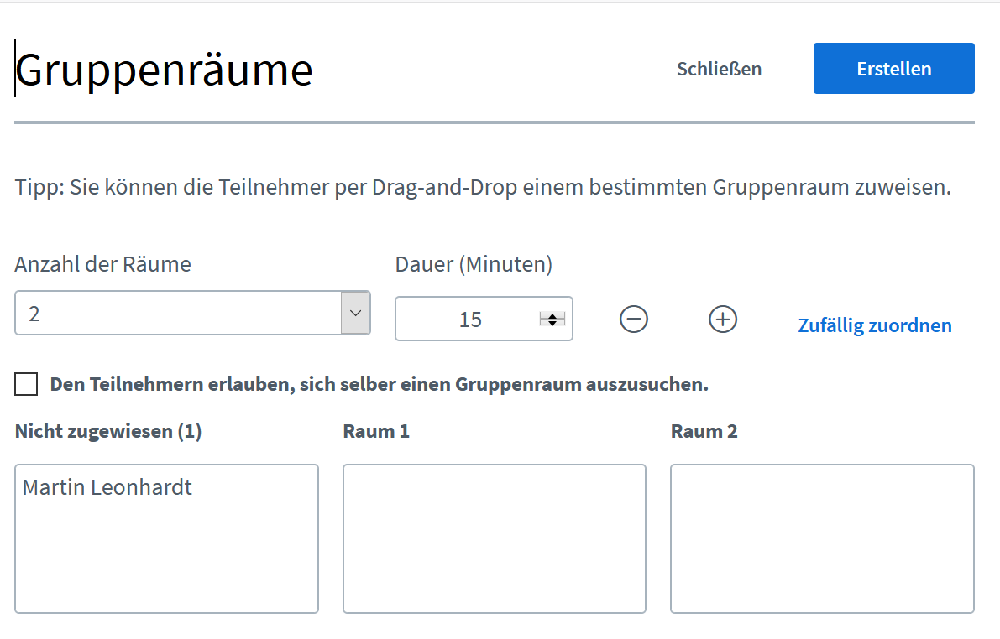 Gruppenräume
Schließen
Erstellen
Tipp: Sie können die Teilnehmer per Drag-and-Drop einem bestimmten Gruppenraum zuweisen.
Anzahl der Räume
Dauer (Minuten)
2
15
Zufällig zuordnen
Den Teilnehmern erlauben, sich selber einen Gruppenraum auszusuchen.
Nicht zugewiesen (1)
Raum 1
Raum 2
Martin Leonhardt